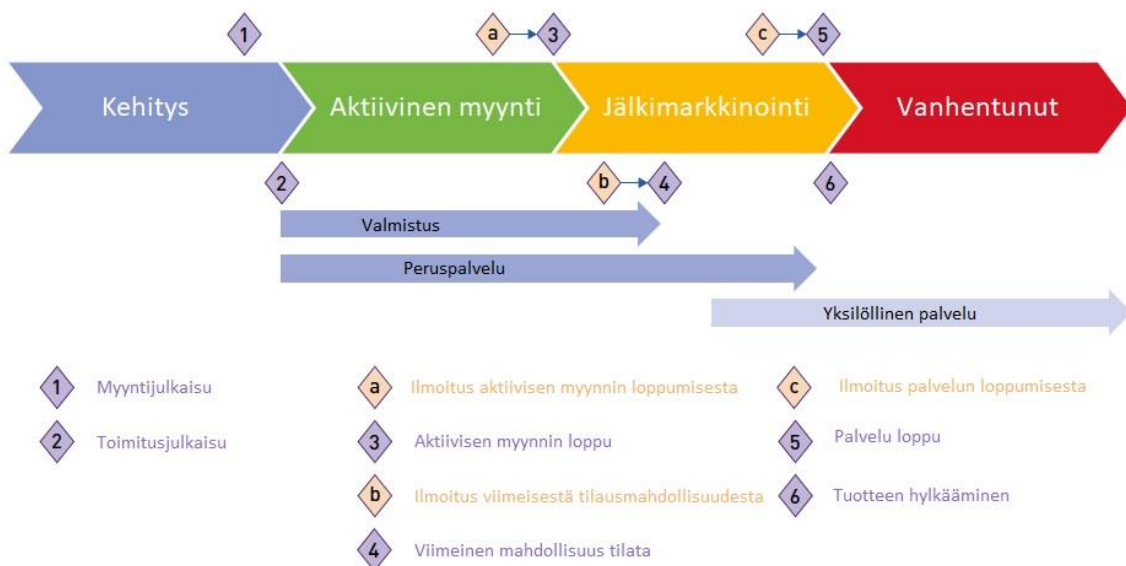 1
a
3
c
5
Kehitys
Aktiivinen myynti
Jälkimarkkinointi
Vanhentunut
2
b
4
6
Valmistus
Peruspalvelu
Yksilöllinen palvelu
1 Myyntijulkaisu
2 Toimitusjulkaisu
a Ilmoitus aktiivisen myynnin loppumisesta
3 Aktiivisen myynnin loppu
b Ilmoitus viimeisestä tilausmahdollisuudesta
4 Viimeinen mahdollisuus tilata
c Ilmoitus palvelun loppumisesta
5 Palvelu loppu
6 Tuotteen hylkääminen